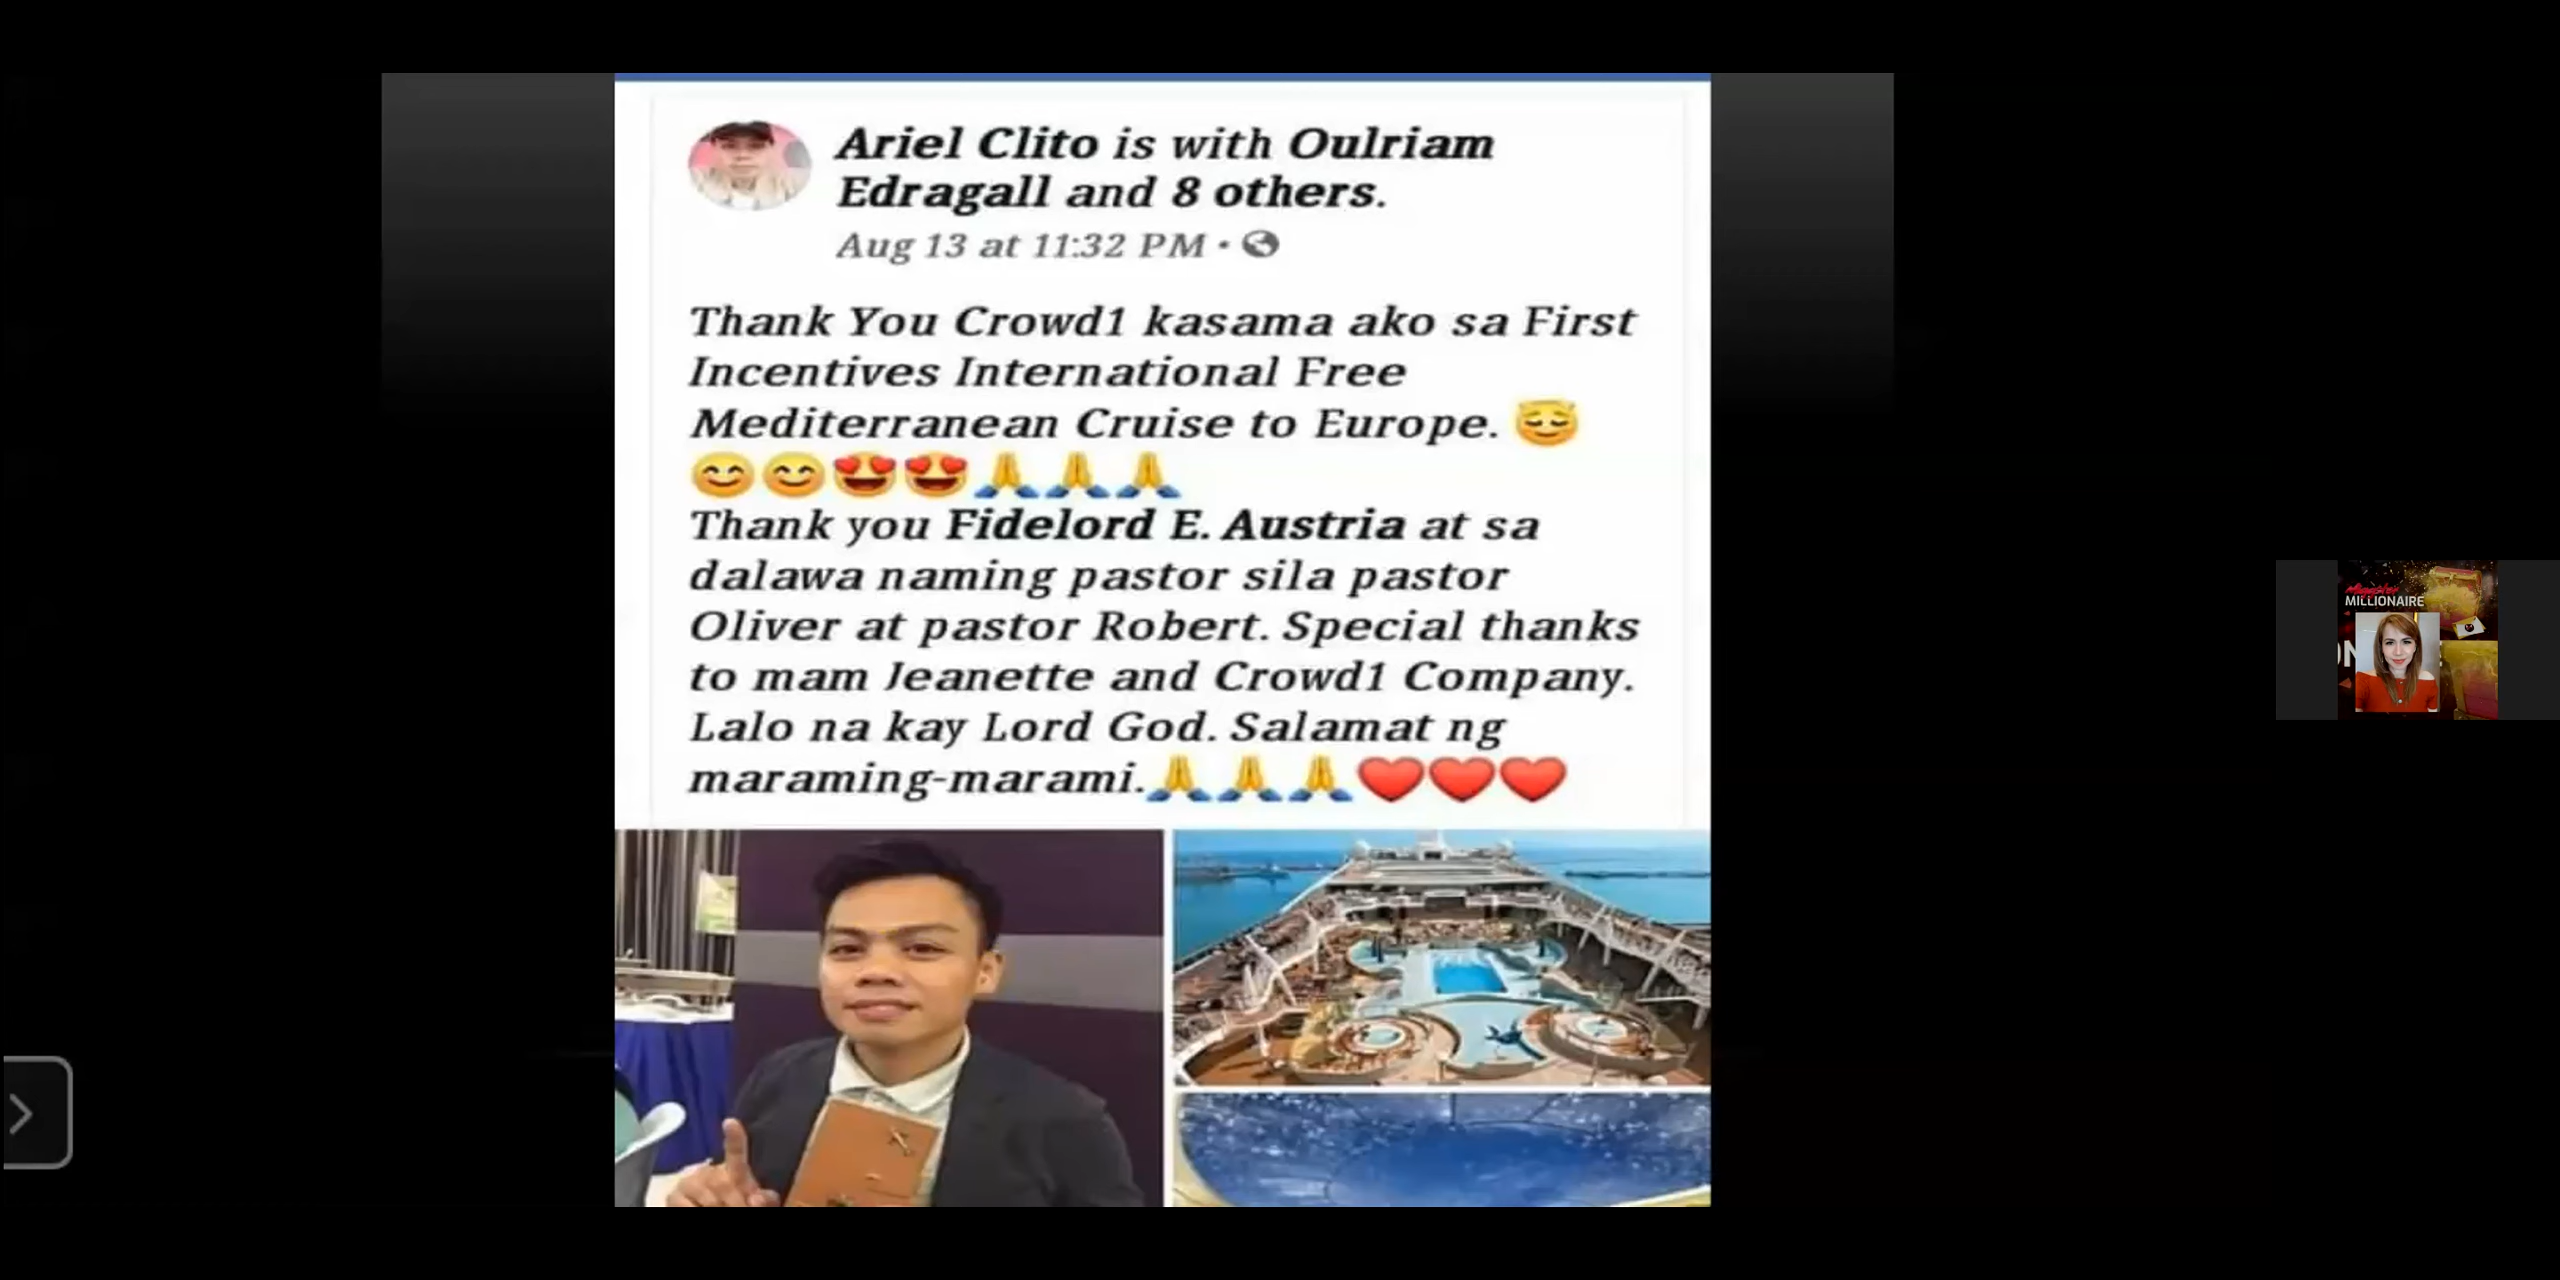 Ariel Clito is with Oulriam
Edragall and 8 others.
Aug 13 at 11:32 PM •
Thank You Crowd1 kasama ako sa First
Incentives International Free
Mediterranean Cruise to Europe. 😇
😊😊😍😍🙏🙏🙏
Thank you Fidelord E. Austria at sa
dalawa naming pastor sila pastor
Oliver at pastor Robert. Special thanks
to mam Jeanette and Crowd1 Company.
Lalo na kay Lord God. Salamat ng
maraming-marami.🙏🙏🙏❤️❤️❤️
MILLIONAIRE